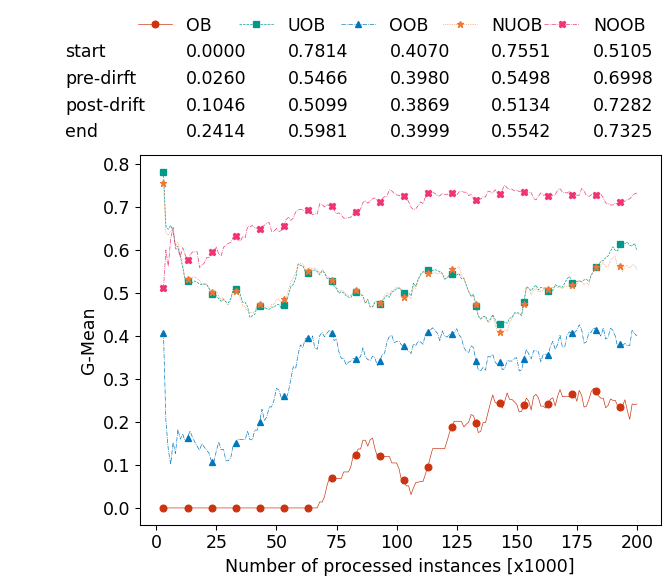 OB UOB OOB NUOB NOOB
start 0.0000 0.7814 0.4070 0.7551 0.5105
pre-dirft 0.0260 0.5466 0.3980 0.5498 0.6998
post-drift 0.1046 0.5099 0.3869 0.5134 0.7282
end 0.2414 0.5981 0.3999 0.5542 0.7325
0.8
0.7
0.6
0.5
0.4
0.3
0.2
0.1
0.0
G-Mean
0 25 50 75 100 125 150 175 200
Number of processed instances [x1000]